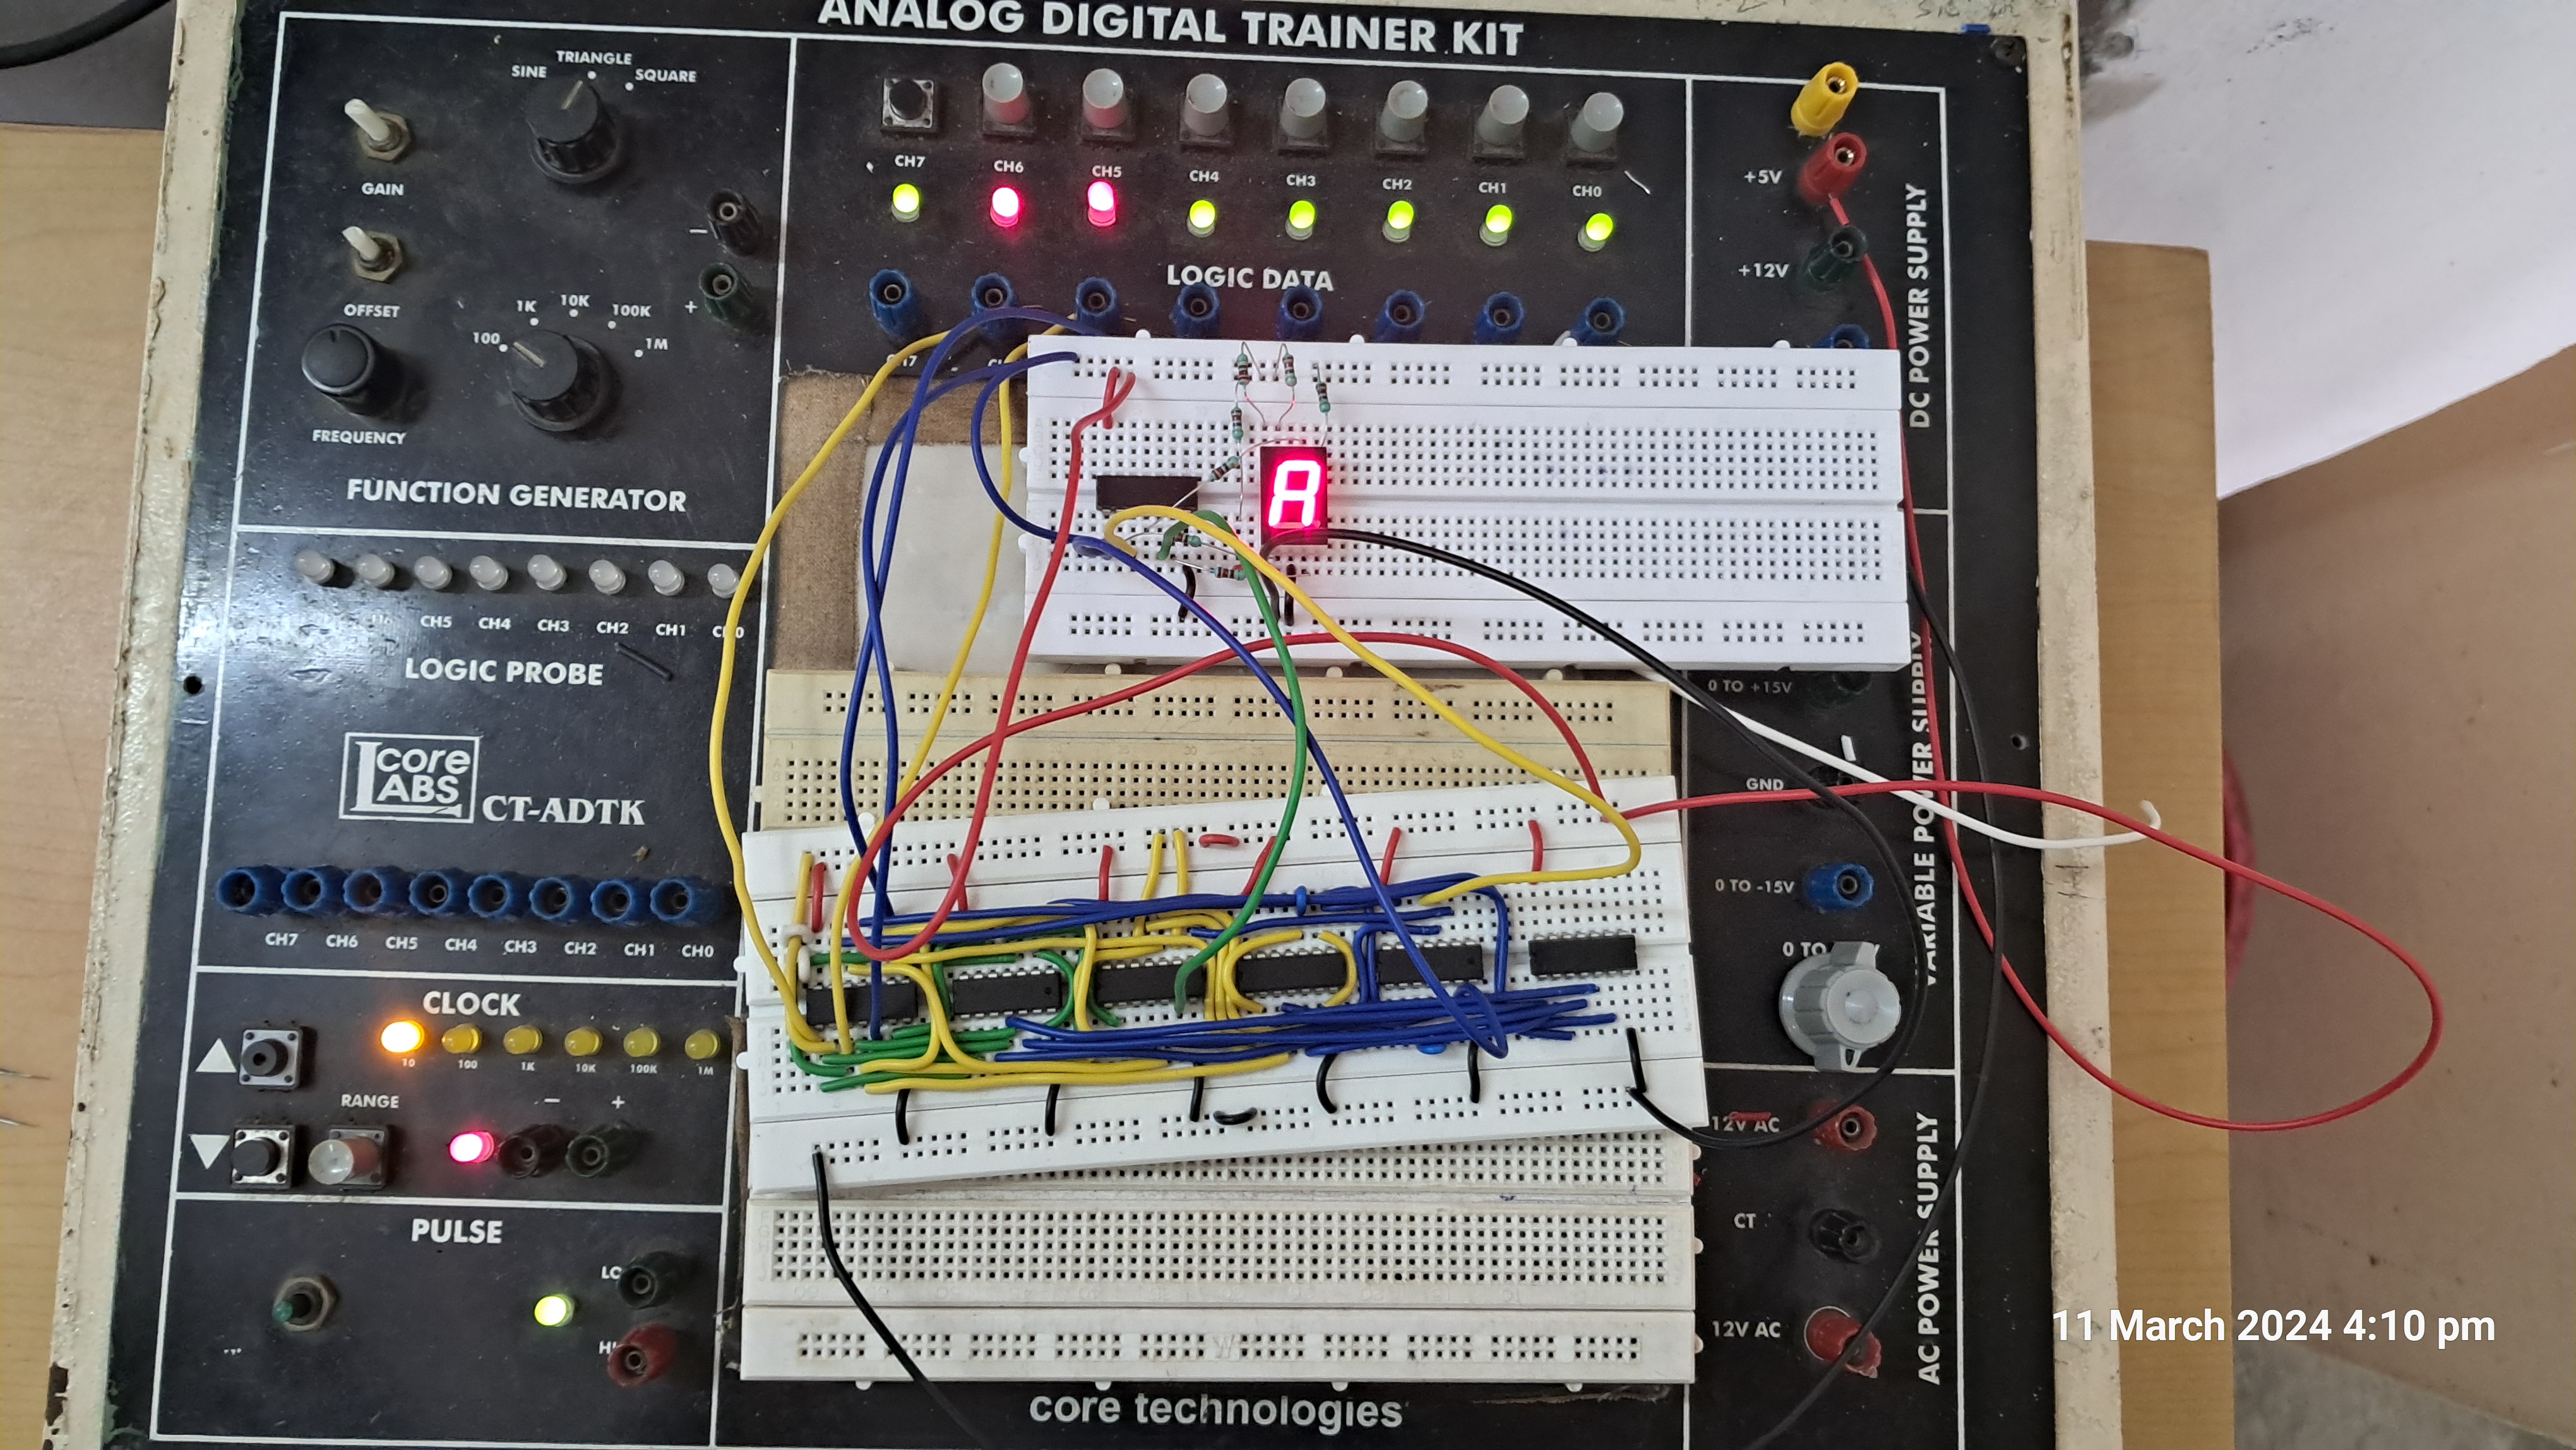 ANALOG DIGITAL TRAINER KIT
TRIANGLE
SINE
SQUARE
GAIN
OFFSET
1K
10K
100K
100
1M
FREQUENCY
FUNCTION GENERATOR
−
+
CH7
CH6
CH5
CH4
CH3
CH2
CH1
CH0
LOGIC DATA
+5V
+12V
DC POWER SUPPLY
A
CH5
CH4
CH3
CH2
CH1
LOGIC PROBE
core
LABS
CT-ADTK
CH7
CH6
CH5
CH4
CH3
CH2
CH1
CH0
0 TO +15V
GND
0 TO -15V
VARIABLE POWER SUPPLY
CLOCK
10
100
1K
10K
100K
1M
RANGE
−
+
PULSE
12V AC
CT
12V AC
AC POWER SUPPLY
core technologies
11 March 2024 4:10 pm